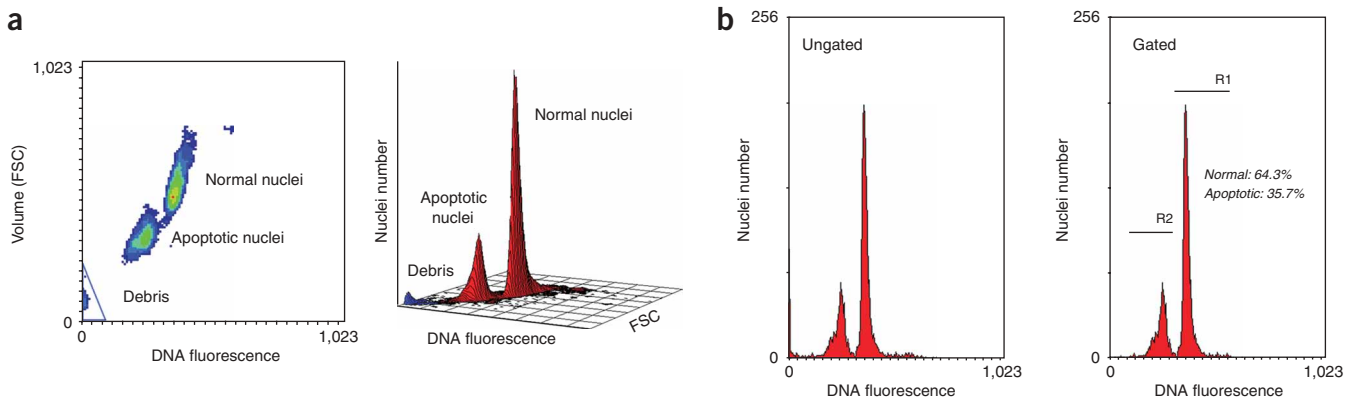 a
1,023
Volume (FSC)
Normal nuclei
Apoptotic nuclei
Debris
0
0
1,023
DNA fluorescence
Nuclei number
Normal nuclei
Apoptotic
nuclei
Debris
FSC
DNA fluorescence
b
256
Ungated
Nuclei number
0
0
1,023
DNA fluorescence
256
Gated
R1
Nuclei number
Normal: 64.3%
Apoptotic: 35.7%
R2
0
0
1,023
DNA fluorescence